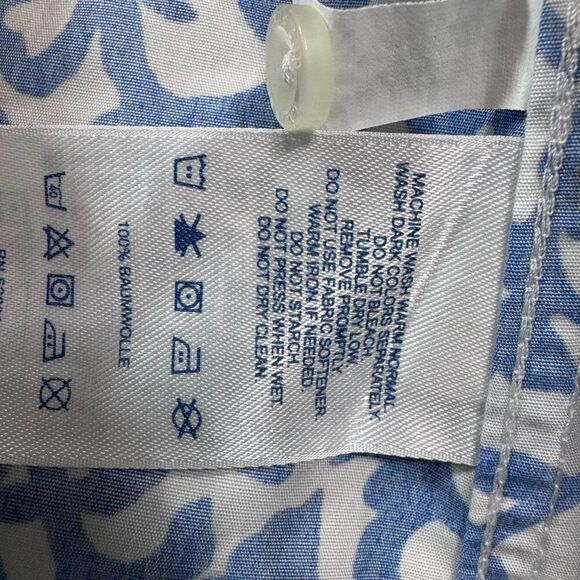 MACHINE WASH WARM NORMAL.
WASH DARK COLORS SEPARATELY
DO NOT BLEACH
TUMBLE DRY LOW
REMOVE PROMPTLY
DO NOT USE FABRIC SOFTENER.
WARM IRON IF NEEDED
DO NOT STARCH.
DO NOT PRESS WHEN WET.
DO NOT DRY CLEAN
100% BAUMWOLLE
40